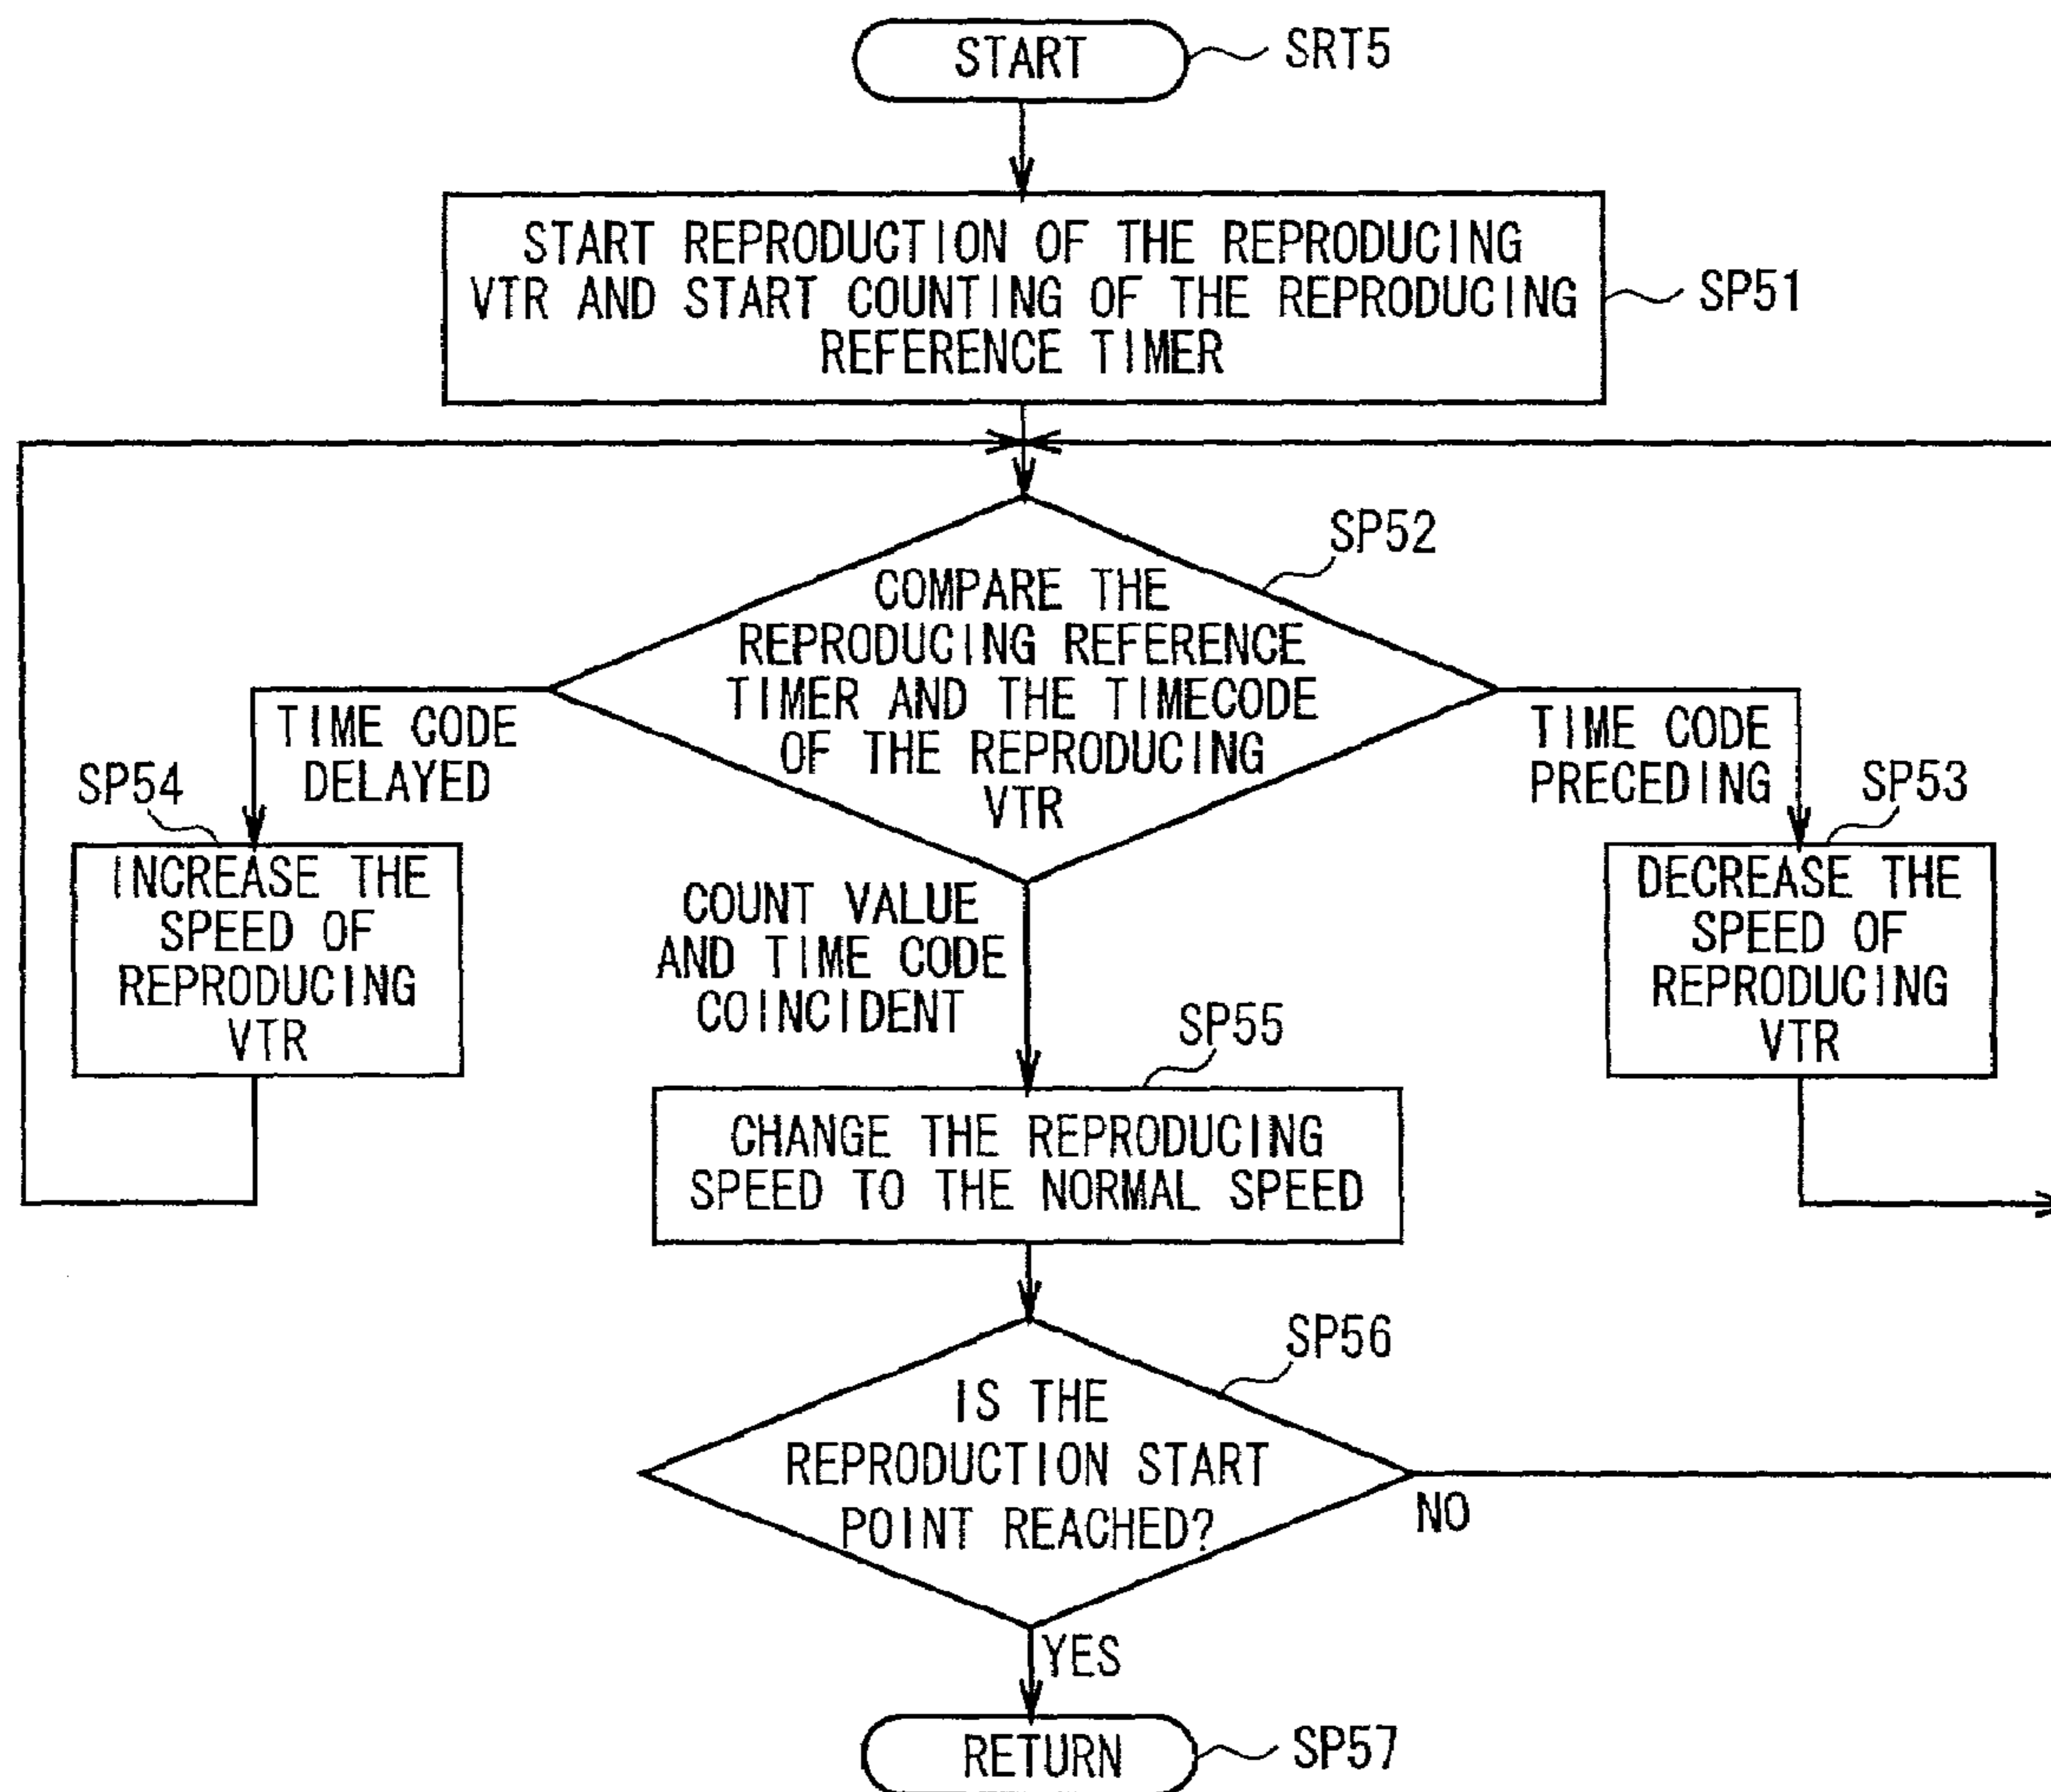 START
SRT5
START REPRODUCTION OF THE REPRODUCING
VTR AND START COUNTING OF THE REPRODUCING
REFERENCE TIMER
SP51
SP52
COMPARE THE
REPRODUCING REFERENCE
TIMER AND THE TIMECODE
OF THE REPRODUCING
VTR
TIME CODE
DELAYED
TIME CODE
PRECEDING
SP54
INCREASE THE
SPEED OF
REPRODUCING
VTR
SP53
DECREASE THE
SPEED OF
REPRODUCING
VTR
COUNT VALUE
AND TIME CODE
COINCIDENT
SP55
CHANGE THE REPRODUCING
SPEED TO THE NORMAL SPEED
SP56
IS THE
REPRODUCTION START
POINT REACHED?
NO
YES
RETURN
SP57